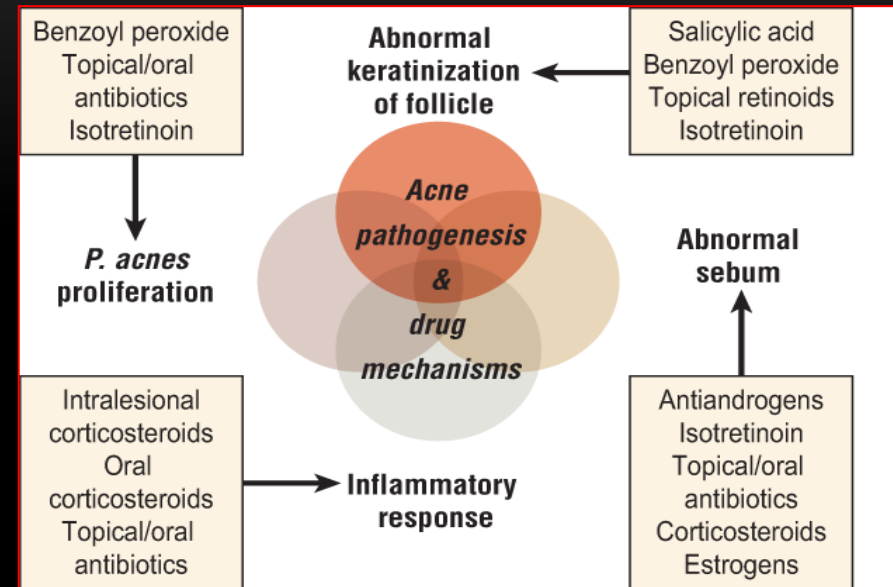 Benzoyl peroxide
Topical/oral
antibiotics
Isotretinoin
Abnormal
keratinization
of follicle
Salicylic acid
Benzoyl peroxide
Topical retinoids
Isotretinoin
P. acnes
proliferation
Acne
pathogenesis
&
drug
mechanisms
Abnormal
sebum
Intralesional
corticosteroids
Oral
corticosteroids
Topical/oral
antibiotics
Inflammatory
response
Antiandrogens
Isotretinoin
Topical/oral
antibiotics
Corticosteroids
Estrogens